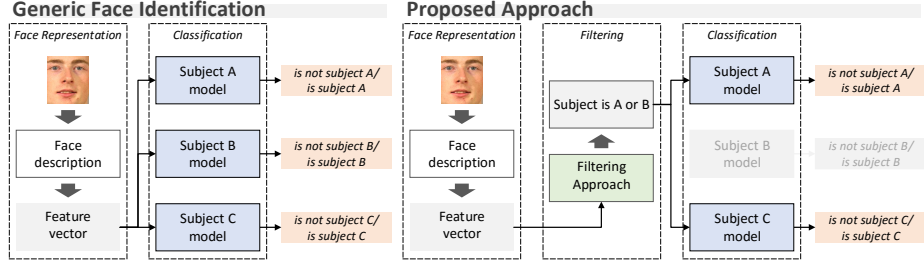 Generic Face Identification
Face Representation
Classification
Face
description
Feature
vector
Subject A
model
Subject B
model
Subject C
model
is not subject A/
is subject A
is not subject B/
is subject B
is not subject C/
is subject C
Proposed Approach
Face Representation
Filtering
Classification
Face
description
Feature
vector
Subject is A or B
Filtering
Approach
Subject A
model
Subject B
model
Subject C
model
is not subject A/
is subject A
is not subject B/
is subject B
is not subject C/
is subject C